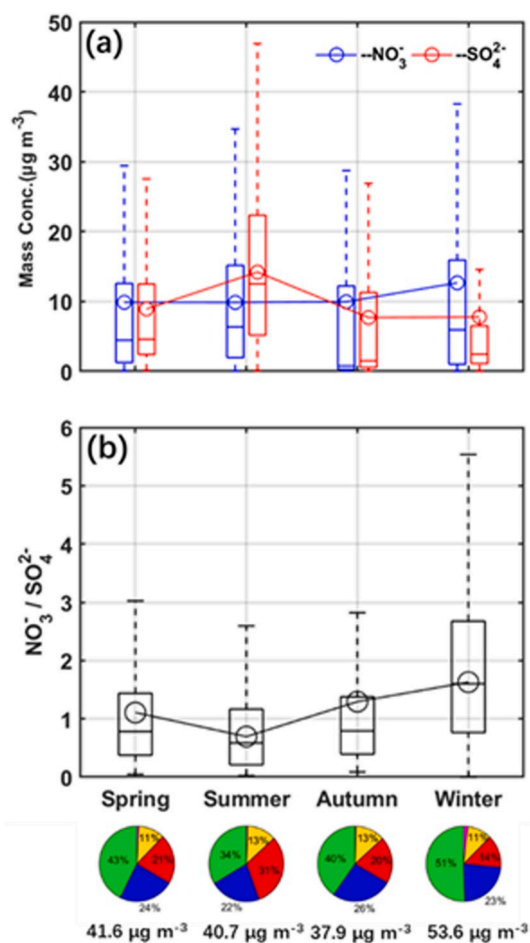 (a)
--NO₃⁻ --SO₄²⁻
Mass Conc.(μg m⁻³)
50
40
30
20
10
0
(b)
NO₃⁻ / SO₄²⁻
6
5
4
3
2
1
0
Spring Summer Autumn Winter
11% 13% 13% 11%
43% 21% 34% 31% 40% 20% 51% 14%
24% 22% 26% 23%
41.6 μg m⁻³ 40.7 μg m⁻³ 37.9 μg m⁻³ 53.6 μg m⁻³